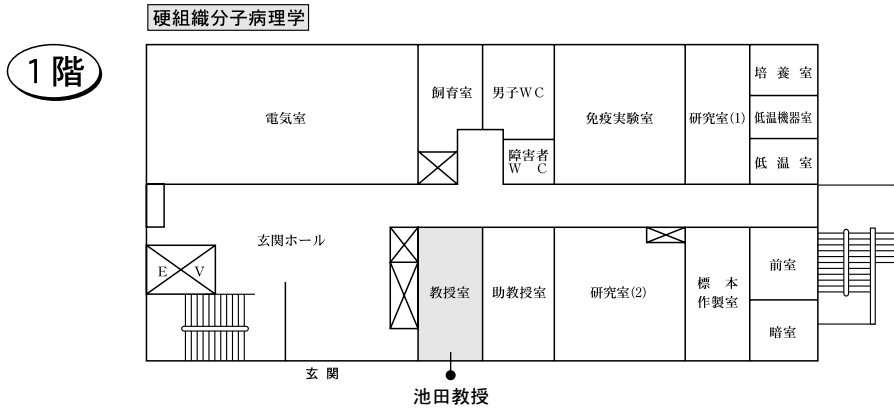 硬組織分子病理学
1階
電気室
飼育室
男子WC
免疫実験室
研究室(1)
培養室
低温機器室
低温室
障害者
W C
玄関ホール
EV
教授室
助教授室
研究室(2)
標本
作製室
前室
暗室
玄関
池田教授